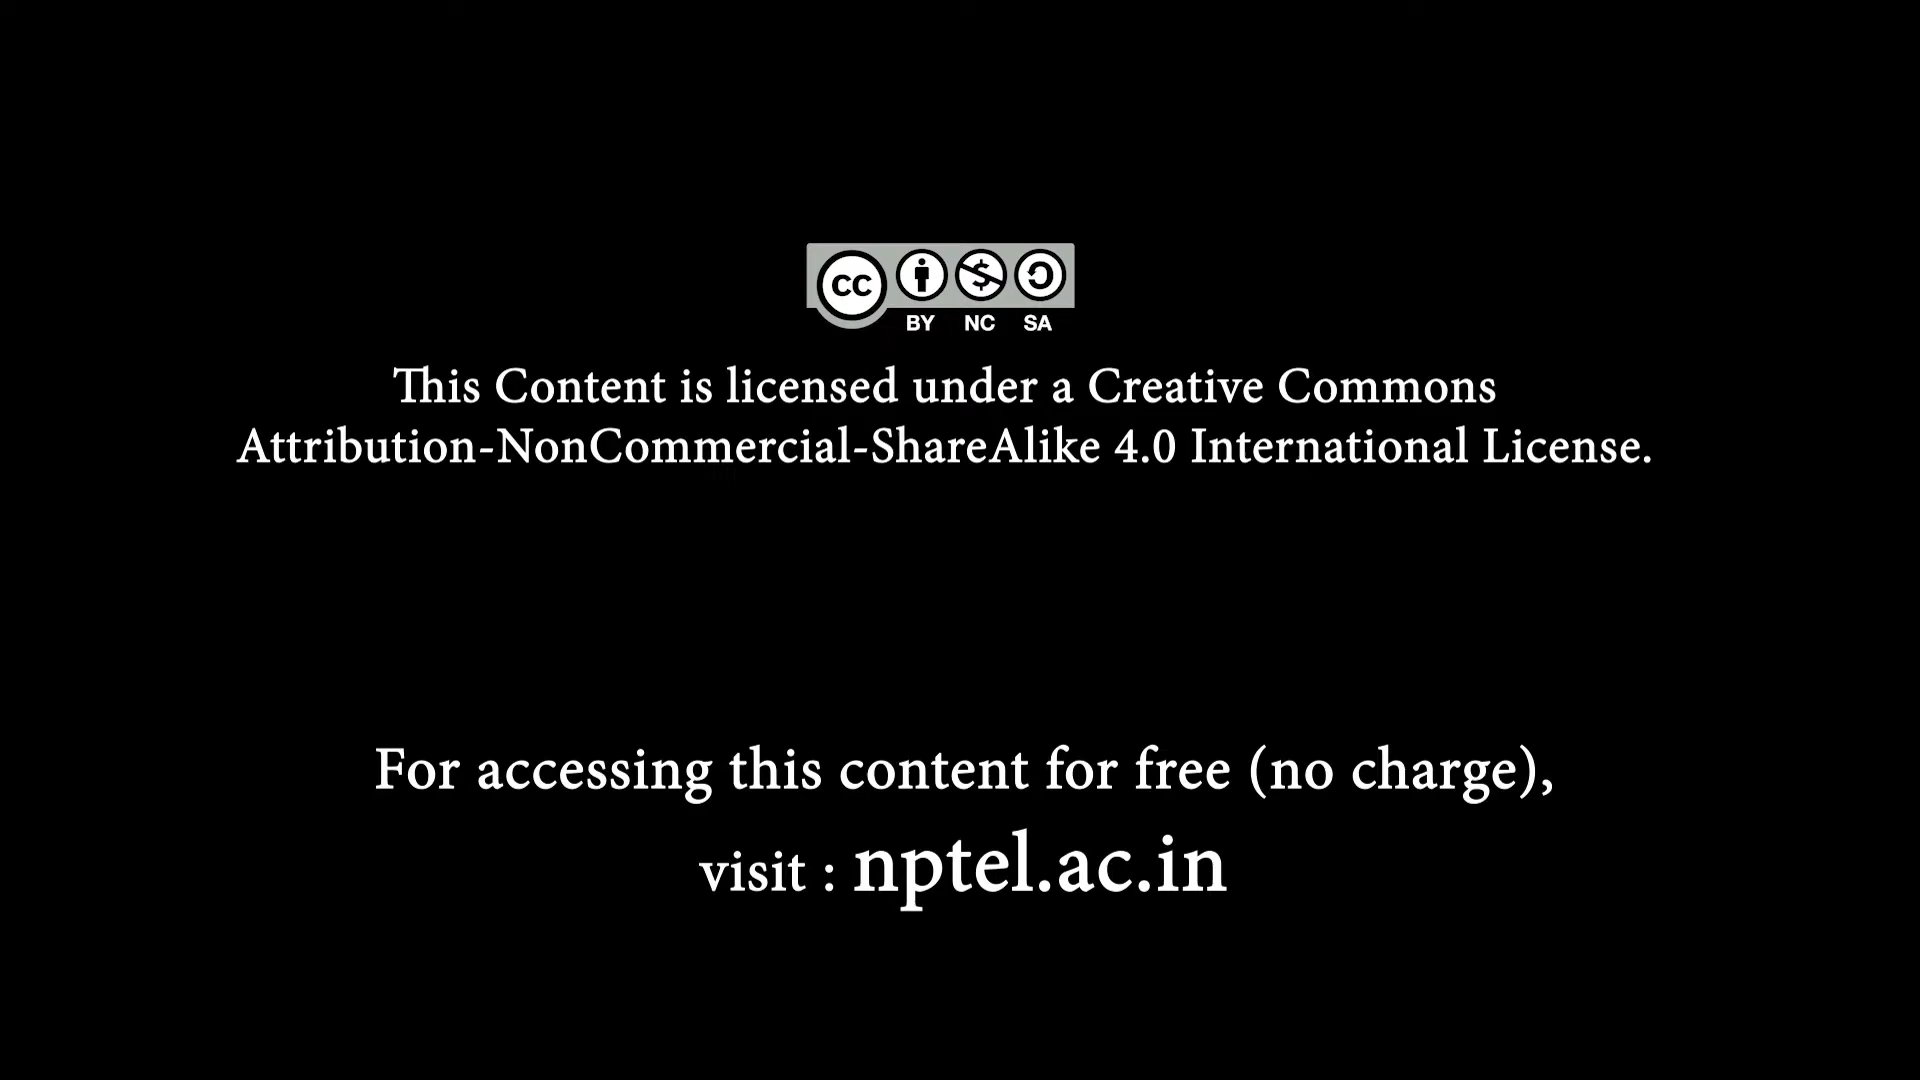 cc
BY NC SA
This Content is licensed under a Creative Commons
Attribution-NonCommercial-ShareAlike 4.0 International License.
For accessing this content for free (no charge),
visit : nptel.ac.in